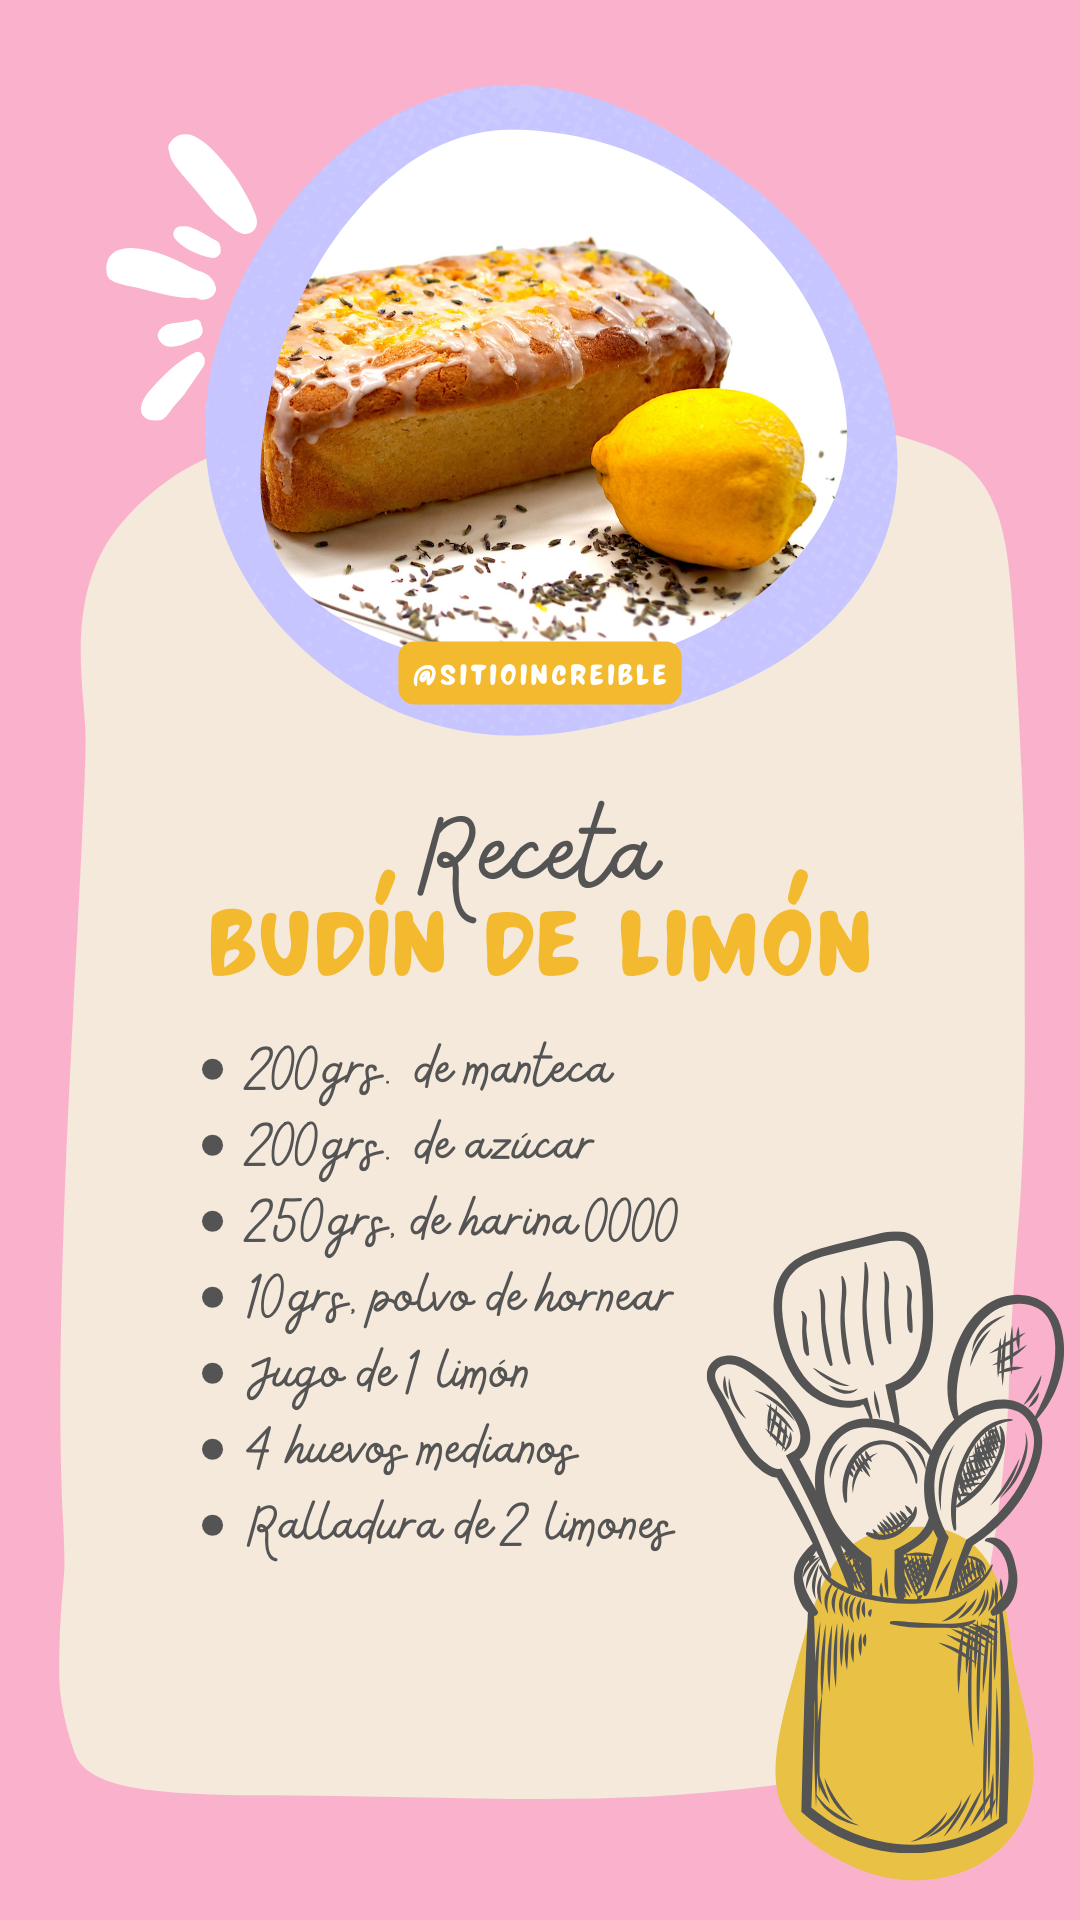 @SITIOINCREIBLE
Receta
BUDÍN DE LIMÓN
200grs. de manteca
200grs. de azúcar
250grs, de harina 0000
10grs, polvo de hornear
Jugo de 1 limón
4 huevos medianos
Ralladura de 2 limones